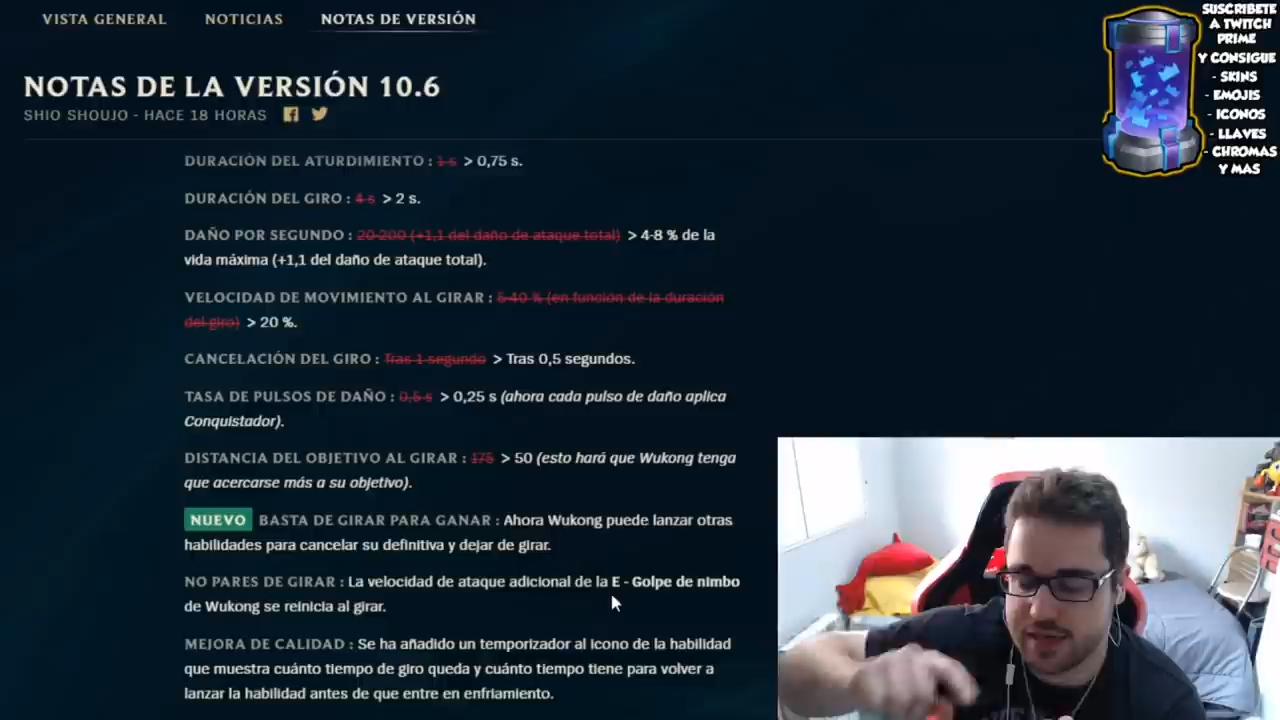 VISTA GENERAL NOTICIAS NOTAS DE VERSIÓN
NOTAS DE LA VERSIÓN 10.6
SHIO SHOUJO - HACE 18 HORAS
DURACIÓN DEL ATURDIMIENTO : 1 s > 0,75 s.
DURACIÓN DEL GIRO : 4 s > 2 s.
DAÑO POR SEGUNDO : 20-200 (+1,1 del daño de ataque total) > 4-8 % de la
vida máxima (+1,1 del daño de ataque total).
VELOCIDAD DE MOVIMIENTO AL GIRAR : 5-40 % (en función de la duración
del giro) > 20 %.
CANCELACIÓN DEL GIRO : Tras 1 segundo > Tras 0,5 segundos.
TASA DE PULSOS DE DAÑO : 0,5 s > 0,25 s (ahora cada pulso de daño aplica
Conquistador).
DISTANCIA DEL OBJETIVO AL GIRAR : 175 > 50 (esto hará que Wukong tenga
que acercarse más a su objetivo).
NUEVO BASTA DE GIRAR PARA GANAR : Ahora Wukong puede lanzar otras
habilidades para cancelar su definitiva y dejar de girar.
NO PARES DE GIRAR : La velocidad de ataque adicional de la E - Golpe de nimbo
de Wukong se reinicia al girar.
MEJORA DE CALIDAD : Se ha añadido un temporizador al icono de la habilidad
que muestra cuánto tiempo de giro queda y cuánto tiempo tiene para volver a
lanzar la habilidad antes de que entre en enfriamiento.
SUSCRIBETE
A TWITCH
PRIME
Y CONSIGUE
- SKINS
- EMOJIS
- ICONOS
- LLAVES
- CHROMAS
Y MAS